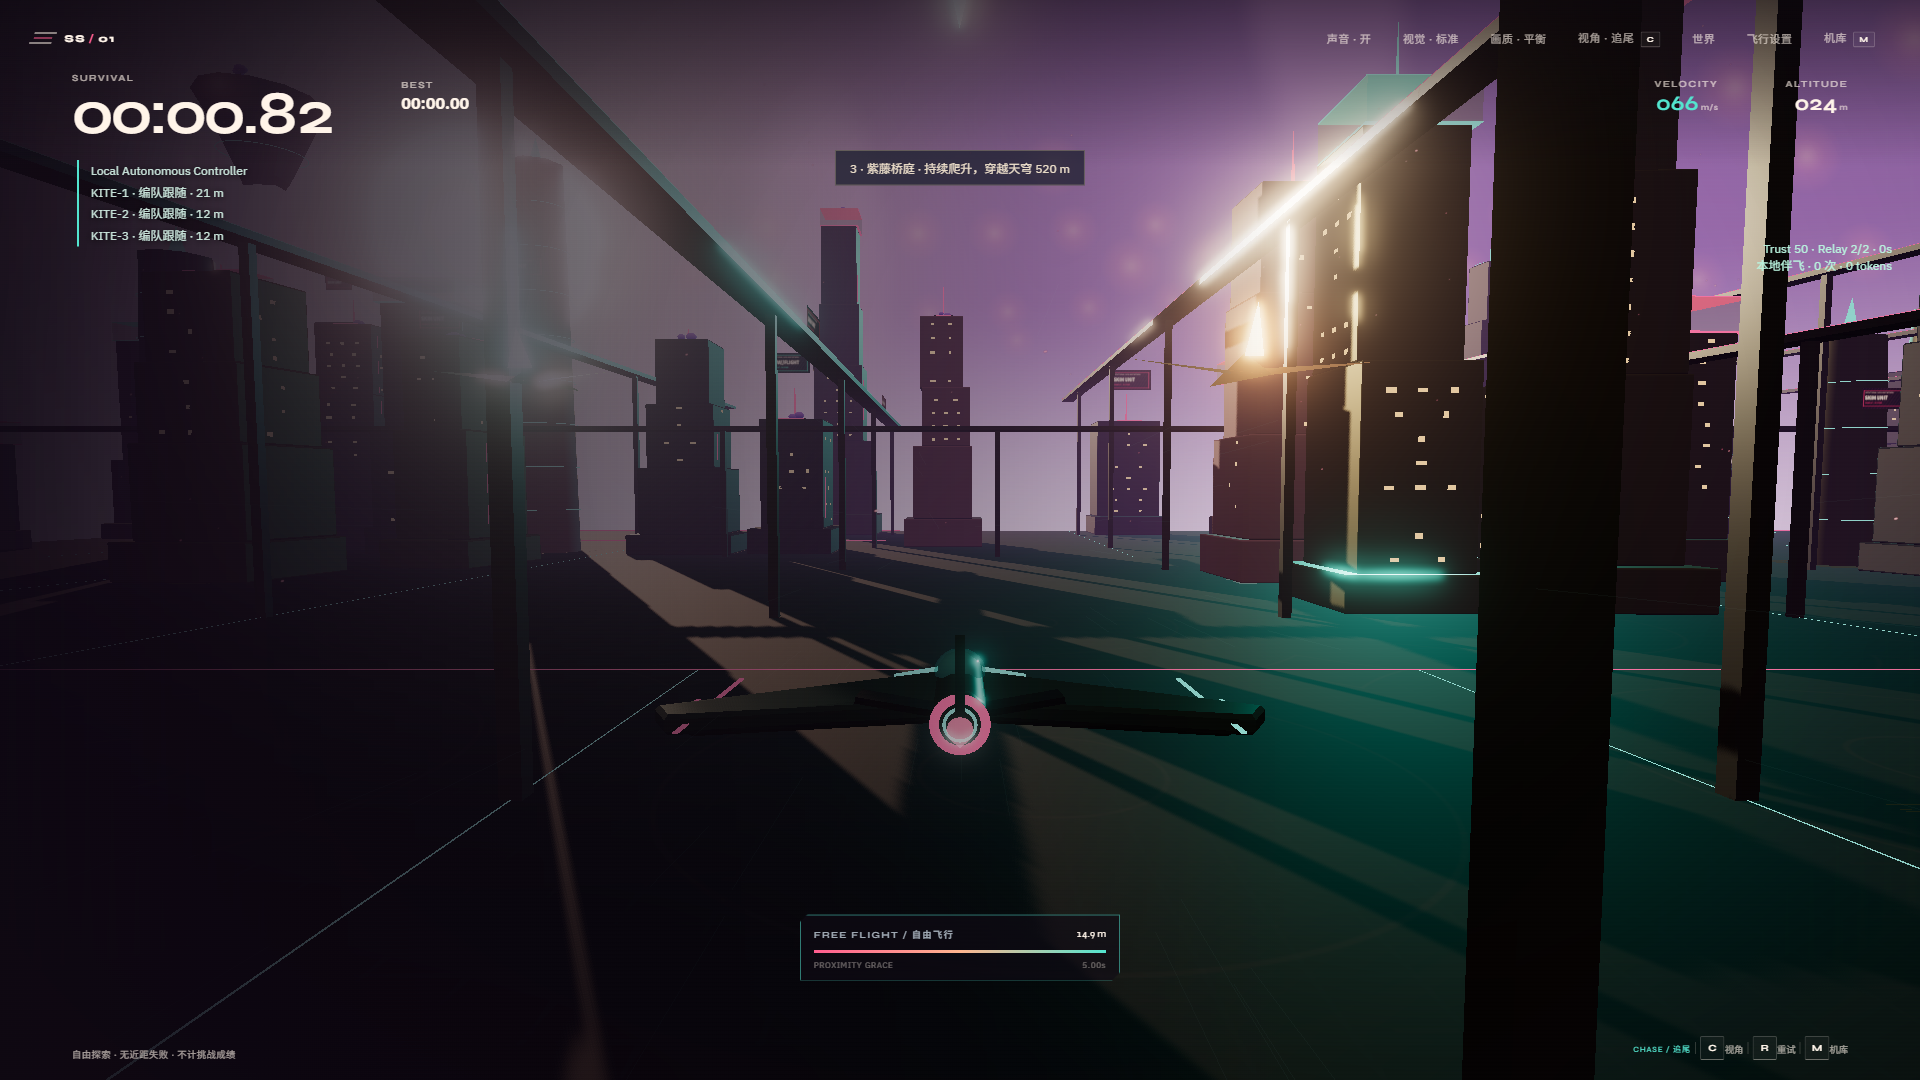 SS / 01
声音 · 开 视觉 · 标准 画质 · 平衡 视角 · 追尾 C 世界 飞行设置 机库 M
SURVIVAL
00:00.82
BEST
00:00.00
VELOCITY
066 m/s
ALTITUDE
024 m
Local Autonomous Controller
KITE-1 · 编队跟随 · 21 m
KITE-2 · 编队跟随 · 12 m
KITE-3 · 编队跟随 · 12 m
3 · 紫藤桥庭 · 持续爬升，穿越天穹 520 m
Trust 50 · Relay 2/2 · 0s
本地伴飞 · 0 次 · 0 tokens
FREE FLIGHT / 自由飞行 14.9 m
PROXIMITY GRACE 5.00s
自由探索 · 无近距失败 · 不计挑战成绩
CHASE / 追尾 C 视角 R 重试 M 机库